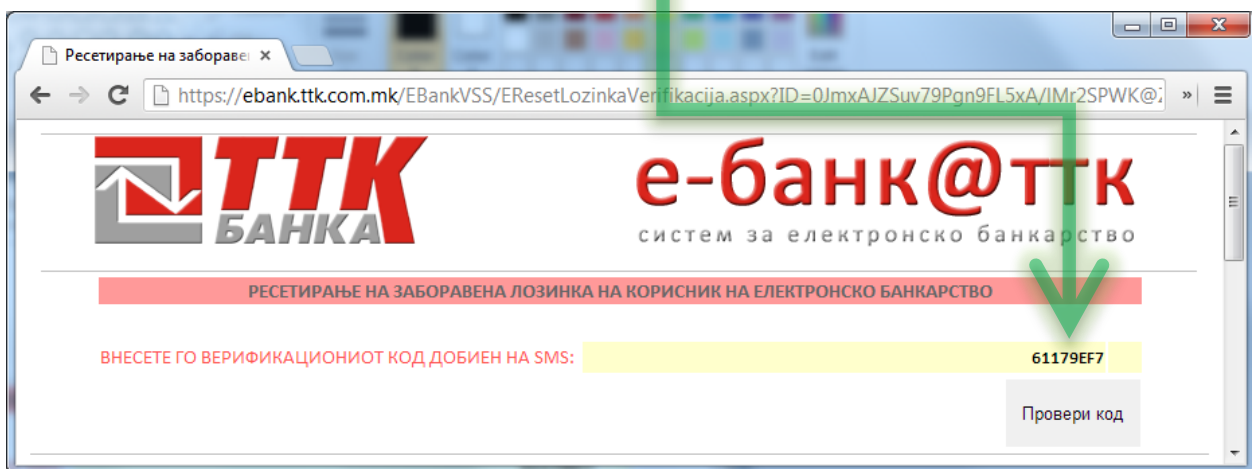 Ресетирање на забораве
https://ebank.ttk.com.mk/EBankVSS/EResetLozinkaVerifikacija.aspx?ID=0JmxAJZSuv79Pgn9FL5xA/IMr2SPWK@
ТТК
БАНКА
е-банк@ттк
систем за електронско банкарство
РЕСЕТИРАЊЕ НА ЗАБОРАВЕНА ЛОЗИНКА НА КОРИСНИК НА ЕЛЕКТРОНСКО БАНКАРСТВО
ВНЕСЕТЕ ГО ВЕРИФИКАЦИОНИОТ КОД ДОБИЕН НА SMS:
61179EF7
Провери код